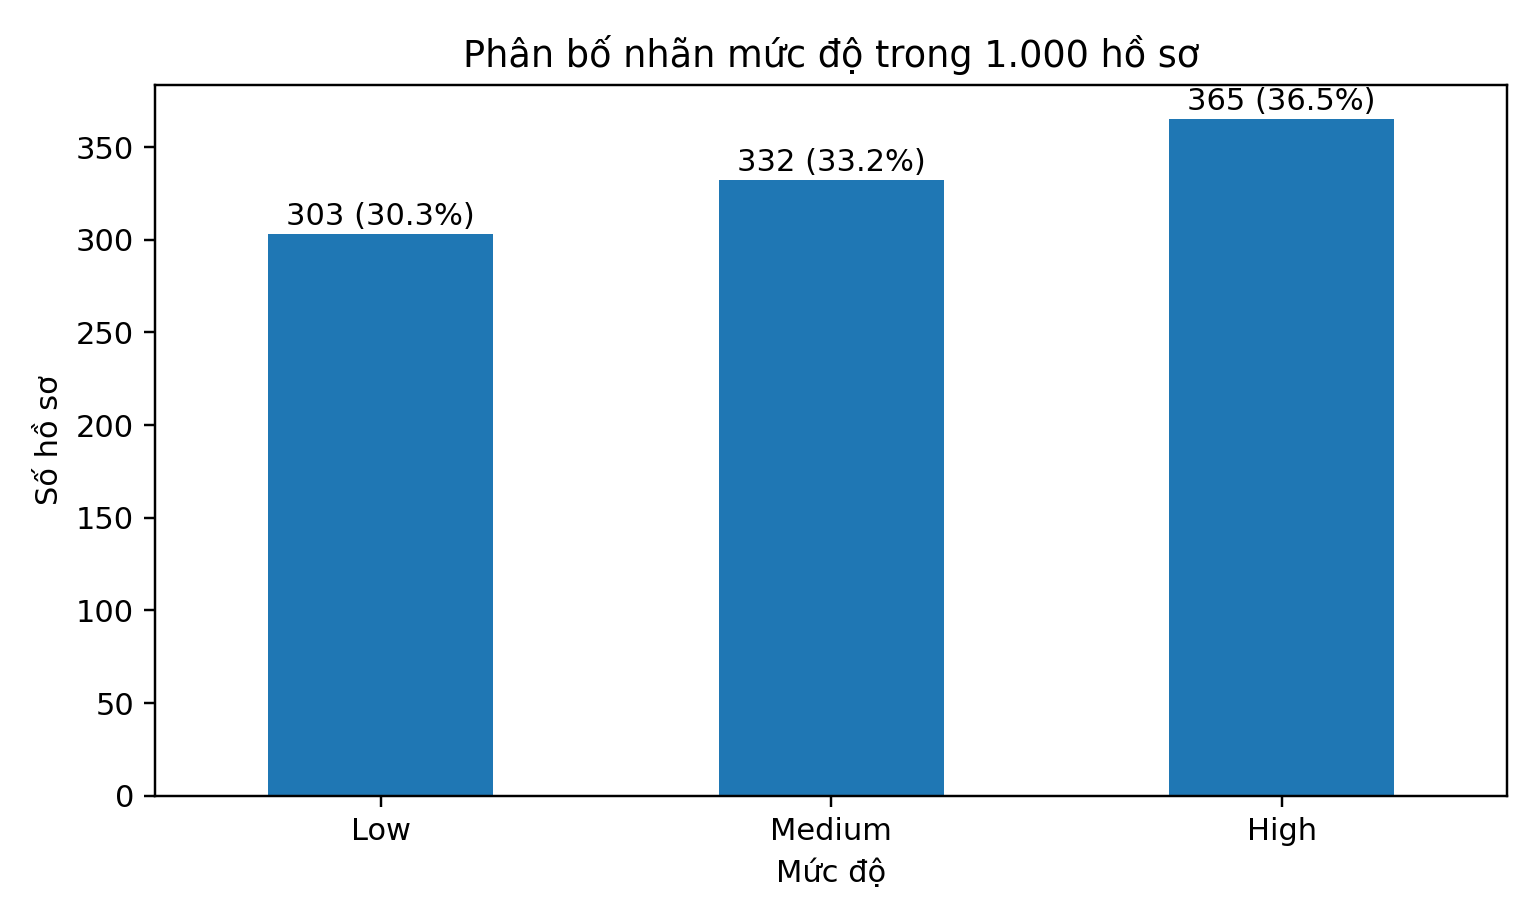 Phân bố nhãn mức độ trong 1.000 hồ sơ
365 (36.5%)
332 (33.2%)
303 (30.3%)
350
300
250
200
150
100
50
0
Số hồ sơ
Low
Medium
High
Mức độ